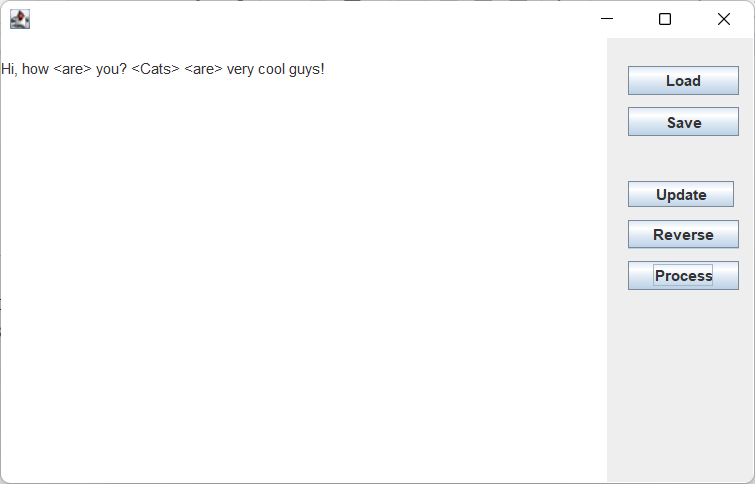 Hi, how <are> you? <Cats> <are> very cool guys!
Load
Save
Update
Reverse
Process